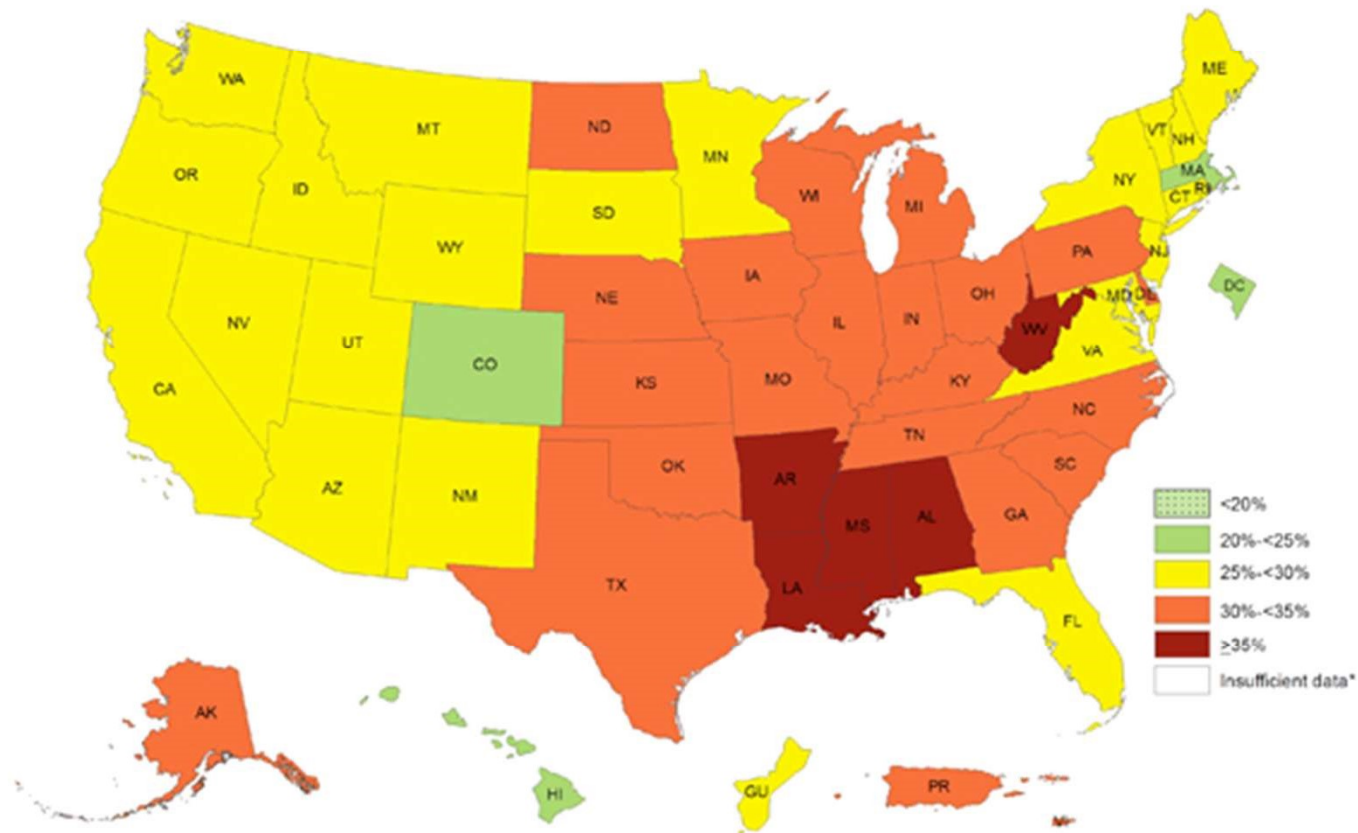 WA
MT
ND
MN
ME
VT
NH
OR
ID
SD
WI
MI
NY
MA
CT
RI
WY
IA
PA
NJ
NE
OH
MD
DE
DC
NV
UT
CO
IL
IN
WV
VA
CA
KS
MO
KY
NC
TN
AZ
NM
OK
AR
SC
MS
AL
GA
TX
LA
FL
<20%
20%-<25%
25%-<30%
30%-<35%
≥35%
Insufficient data*
AK
HI
GU
PR